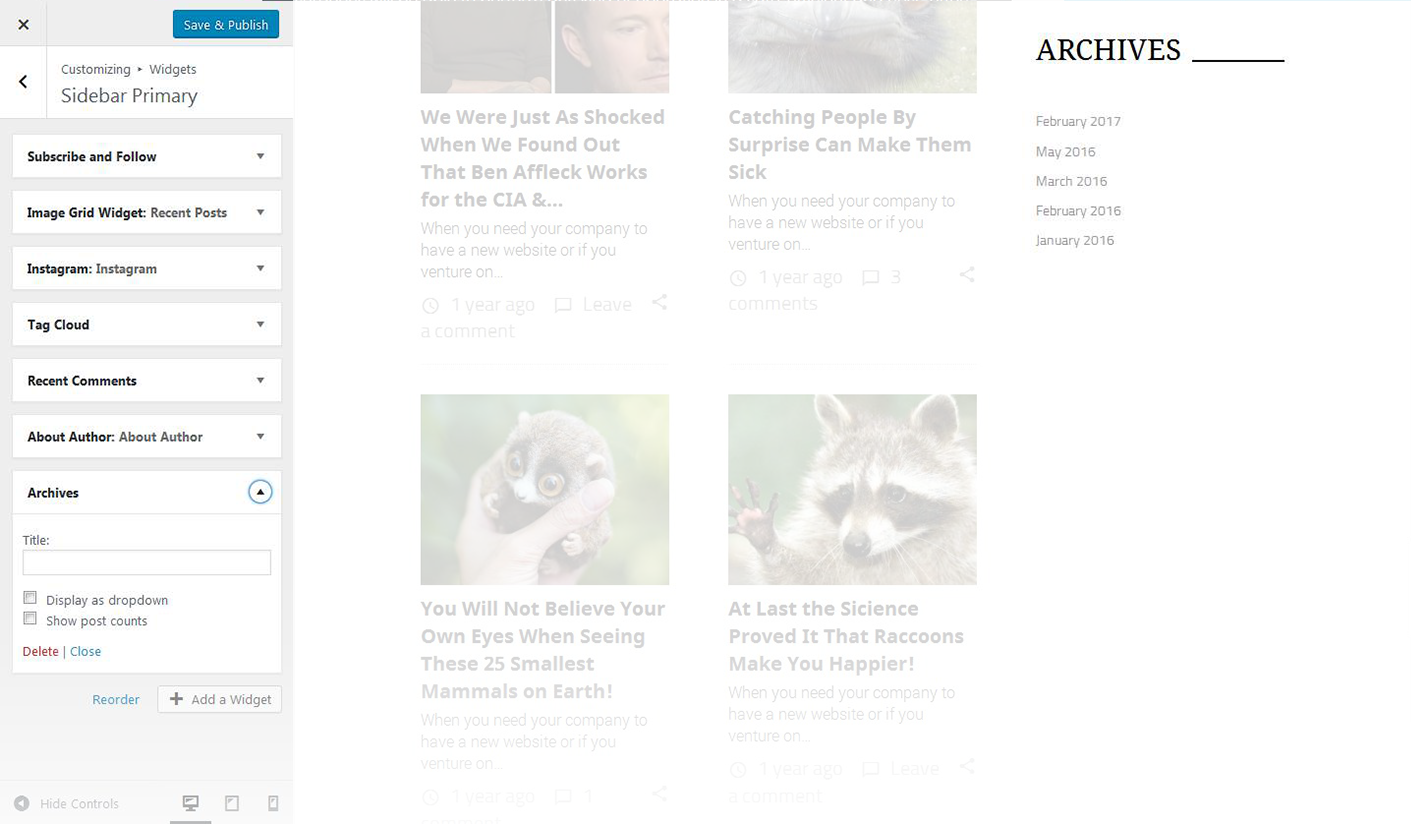 Save & Publish
Customizing ▸ Widgets
Sidebar Primary
Subscribe and Follow
Image Grid Widget: Recent Posts
Instagram: Instagram
Tag Cloud
Recent Comments
About Author: About Author
Archives
Title:
Display as dropdown
Show post counts
Delete | Close
Reorder
Add a Widget
Hide Controls
We Were Just As Shocked
When We Found Out
That Ben Affleck Works
for the CIA &...
When you need your company to
have a new website or if you
venture on...
1 year ago Leave
a comment
Catching People By
Surprise Can Make Them
Sick
When you need your company to
have a new website or if you
venture on...
1 year ago 3
comments
You Will Not Believe Your
Own Eyes When Seeing
These 25 Smallest
Mammals on Earth!
When you need your company to
have a new website or if you
venture on...
1 year ago 1
comment
At Last the Sicience
Proved It That Raccoons
Make You Happier!
When you need your company to
have a new website or if you
venture on...
1 year ago Leave
a comment
ARCHIVES
February 2017
May 2016
March 2016
February 2016
January 2016